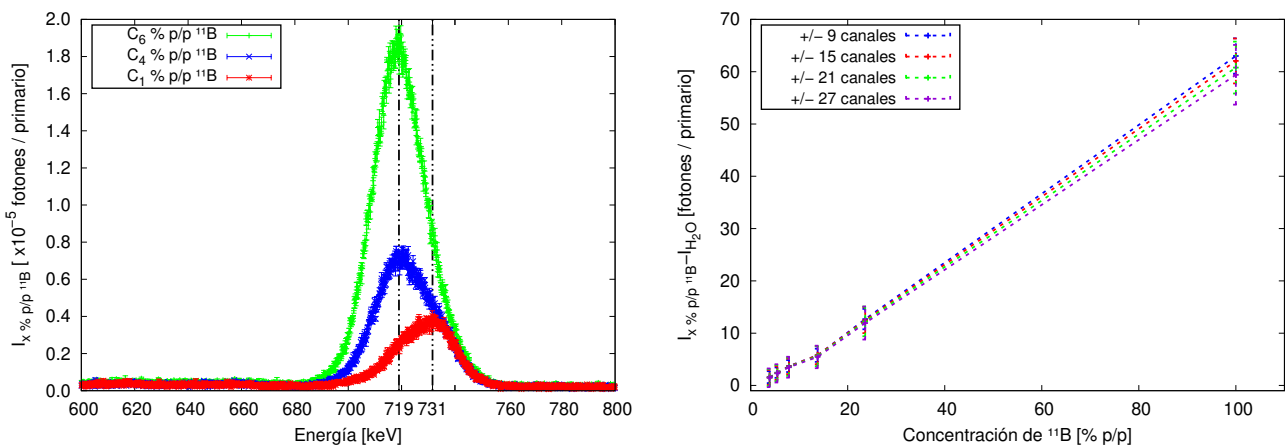 C6 % p/p 11B
C4 % p/p 11B
C1 % p/p 11B
2.0
1.8
1.6
1.4
1.2
1.0
0.8
0.6
0.4
0.2
0.0
Ix % p/p 11B [ x10−5 fotones / primario]
600 620 640 660 680 700 719 731 760 780 800
Energía [keV]
+/− 9 canales
+/− 15 canales
+/− 21 canales
+/− 27 canales
70
60
50
40
30
20
10
0
Ix % p/p 11B−IH2O [fotones / primario]
0 20 40 60 80 100
Concentración de 11B [% p/p]